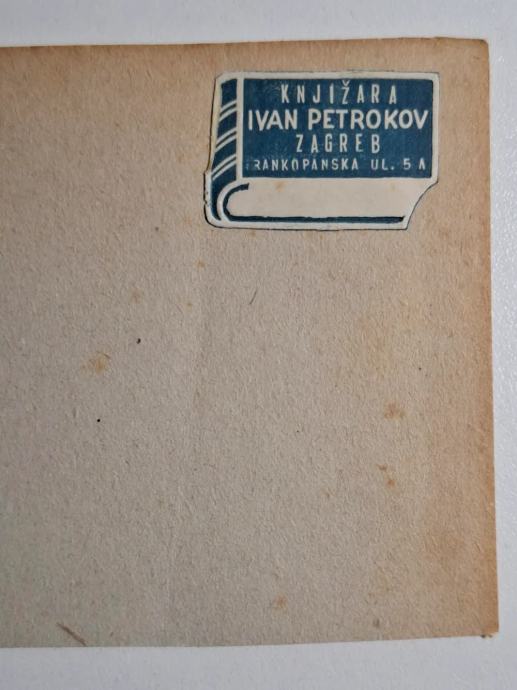 KNJIŽARA
IVAN PETROKOV
ZAGREB
FRANKOPANSKA UL. 5 A